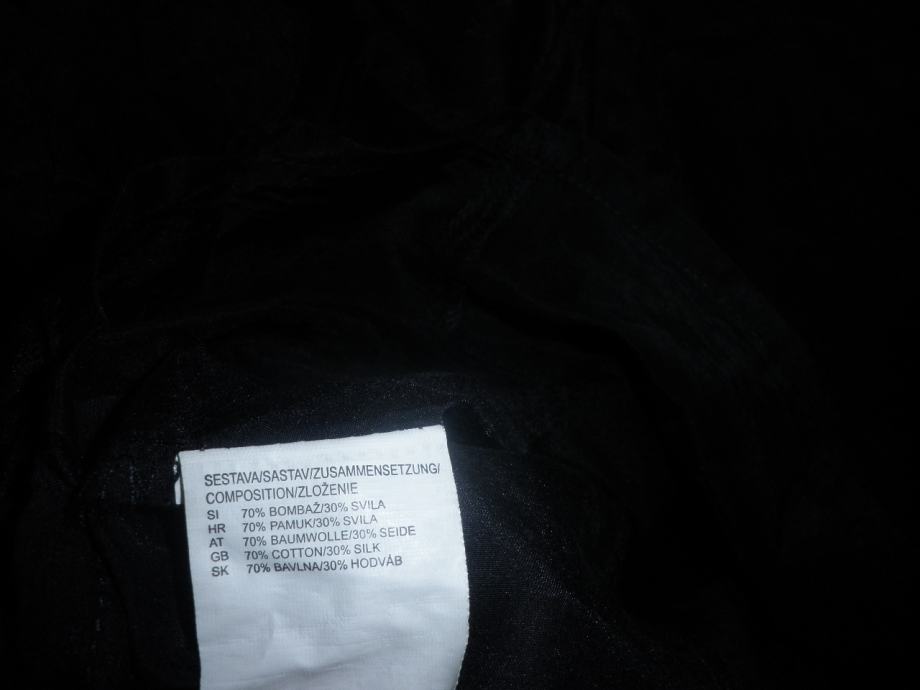 SESTAVA/SASTAV/ZUSAMMENSETZUNG/
COMPOSITION/ZLOŽENIE
SI 70% BOMBAŽ/30% SVILA
HR 70% PAMUK/30% SVILA
AT 70% BAUMWOLLE/30% SEIDE
GB 70% COTTON/30% SILK
SK 70% BAVLNA/30% HODVÁB